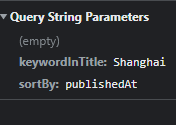 Query String Parameters
(empty)
keywordInTitle: Shanghai
sortBy: publishedAt